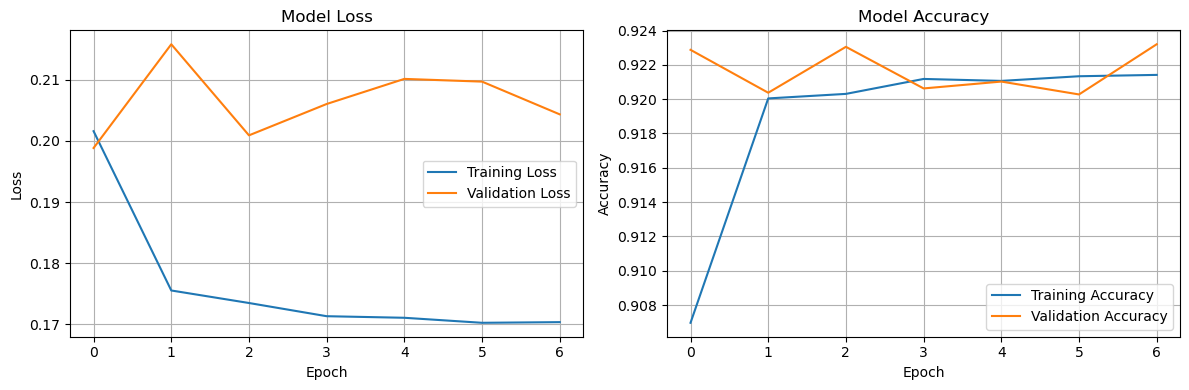 Model Loss
Loss
0.21
0.20
0.19
0.18
0.17
Training Loss
Validation Loss
0 1 2 3 4 5 6
Epoch
Model Accuracy
Accuracy
0.924
0.922
0.920
0.918
0.916
0.914
0.912
0.910
0.908
Training Accuracy
Validation Accuracy
0 1 2 3 4 5 6
Epoch